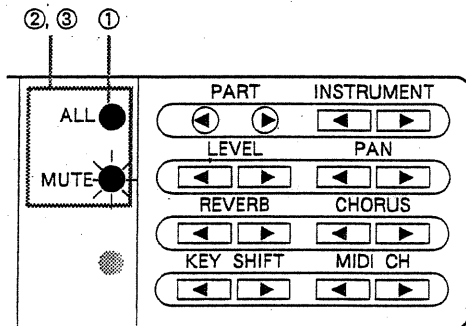 ②, ③ ①
PART INSTRUMENT
ALL
LEVEL PAN
MUTE
REVERB CHORUS
KEY SHIFT MIDI CH